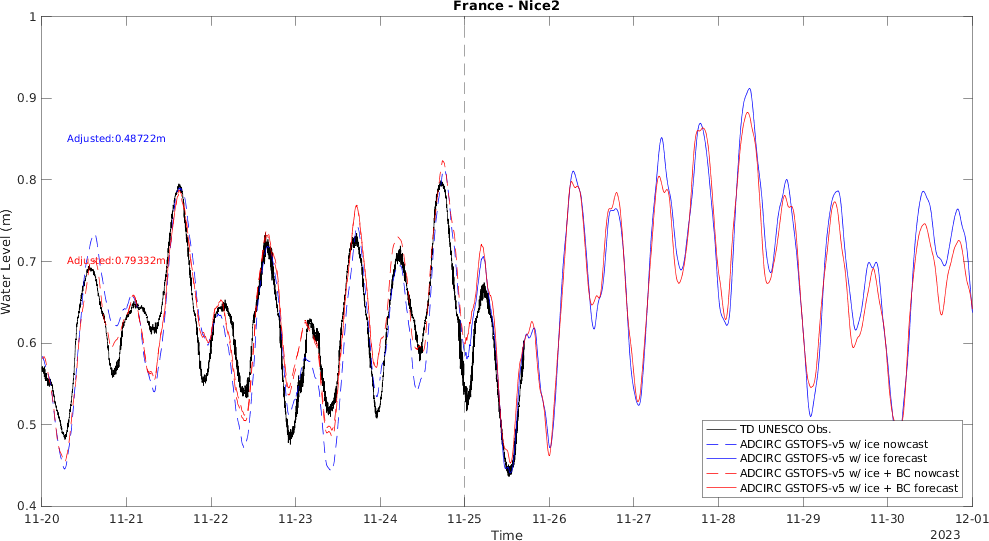 France - Nice2
Water Level (m)
1
0.9
0.8
0.7
0.6
0.5
0.4
Adjusted:0.48722m
Adjusted:0.79332m
TD UNESCO Obs.
ADCIRC GSTOFS-v5 w/ ice nowcast
ADCIRC GSTOFS-v5 w/ ice forecast
ADCIRC GSTOFS-v5 w/ ice + BC nowcast
ADCIRC GSTOFS-v5 w/ ice + BC forecast
11-20 11-21 11-22 11-23 11-24 11-25 11-26 11-27 11-28 11-29 11-30 12-01
Time
2023